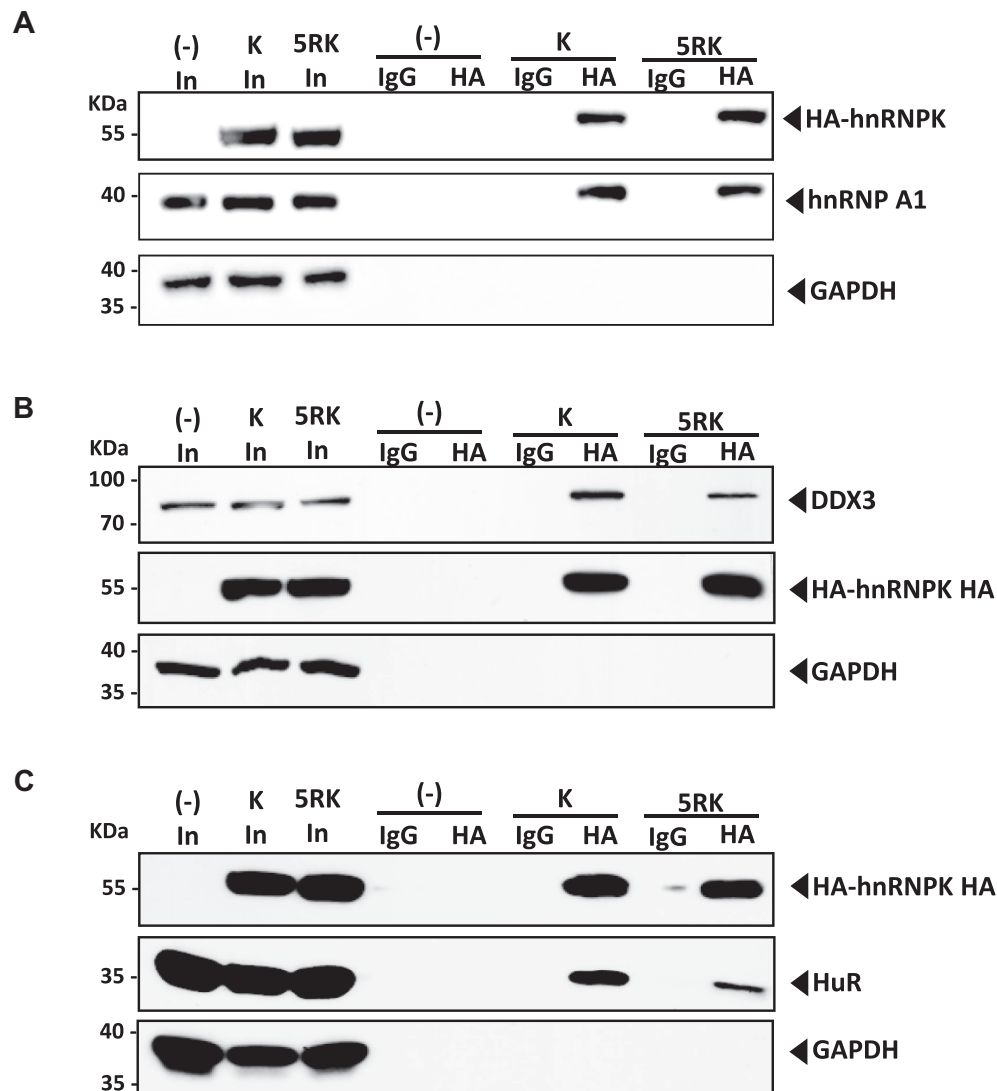 A
(-) K 5RK (-) K 5RK
In In In IgG HA IgG HA IgG HA
KDa
55 - HA-hnRNPK
40 - hnRNP A1
40 -
35 - GAPDH
B
(-) K 5RK (-) K 5RK
KDa In In In IgG HA IgG HA IgG HA
100 -
70 - DDX3
55 - HA-hnRNPK HA
40 -
35 - GAPDH
C
(-) K 5RK (-) K 5RK
KDa In In In IgG HA IgG HA IgG HA
55 - HA-hnRNPK HA
35 - HuR
40 - GAPDH
35 -